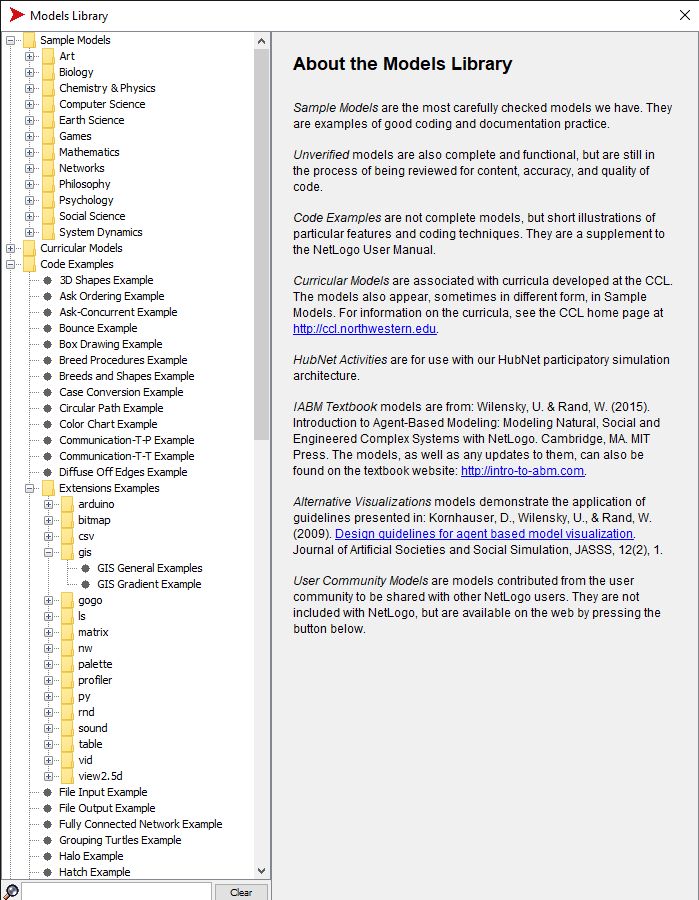 Models Library
Sample Models
Art
Biology
Chemistry & Physics
Computer Science
Earth Science
Games
Mathematics
Networks
Philosophy
Psychology
Social Science
System Dynamics
Curricular Models
Code Examples
3D Shapes Example
Ask Ordering Example
Ask-Concurrent Example
Bounce Example
Box Drawing Example
Breed Procedures Example
Breeds and Shapes Example
Case Conversion Example
Circular Path Example
Color Chart Example
Communication-T-P Example
Communication-T-T Example
Diffuse Off Edges Example
Extensions Examples
arduino
bitmap
csv
gis
GIS General Examples
GIS Gradient Example
gogo
ls
matrix
nw
palette
profiler
py
rnd
sound
table
vid
view2.5d
File Input Example
File Output Example
Fully Connected Network Example
Grouping Turtles Example
Halo Example
Hatch Example
Clear
About the Models Library
Sample Models are the most carefully checked models we have. They
are examples of good coding and documentation practice.
Unverified models are also complete and functional, but are still in
the process of being reviewed for content, accuracy, and quality of
code.
Code Examples are not complete models, but short illustrations of
particular features and coding techniques. They are a supplement to
the NetLogo User Manual.
Curricular Models are associated with curricula developed at the CCL.
The models also appear, sometimes in different form, in Sample
Models. For information on the curricula, see the CCL home page at
http://ccl.northwestern.edu.
HubNet Activities are for use with our HubNet participatory simulation
architecture.
IABM Textbook models are from: Wilensky, U. & Rand, W. (2015).
Introduction to Agent-Based Modeling: Modeling Natural, Social and
Engineered Complex Systems with NetLogo. Cambridge, MA. MIT
Press. The models, as well as any updates to them, can also be
found on the textbook website: http://intro-to-abm.com.
Alternative Visualizations models demonstrate the application of
guidelines presented in: Kornhauser, D., Wilensky, U., & Rand, W.
(2009). Design guidelines for agent based model visualization.
Journal of Artificial Societies and Social Simulation, JASSS, 12(2), 1.
User Community Models are models contributed from the user
community to be shared with other NetLogo users. They are not
included with NetLogo, but are available on the web by pressing the
button below.